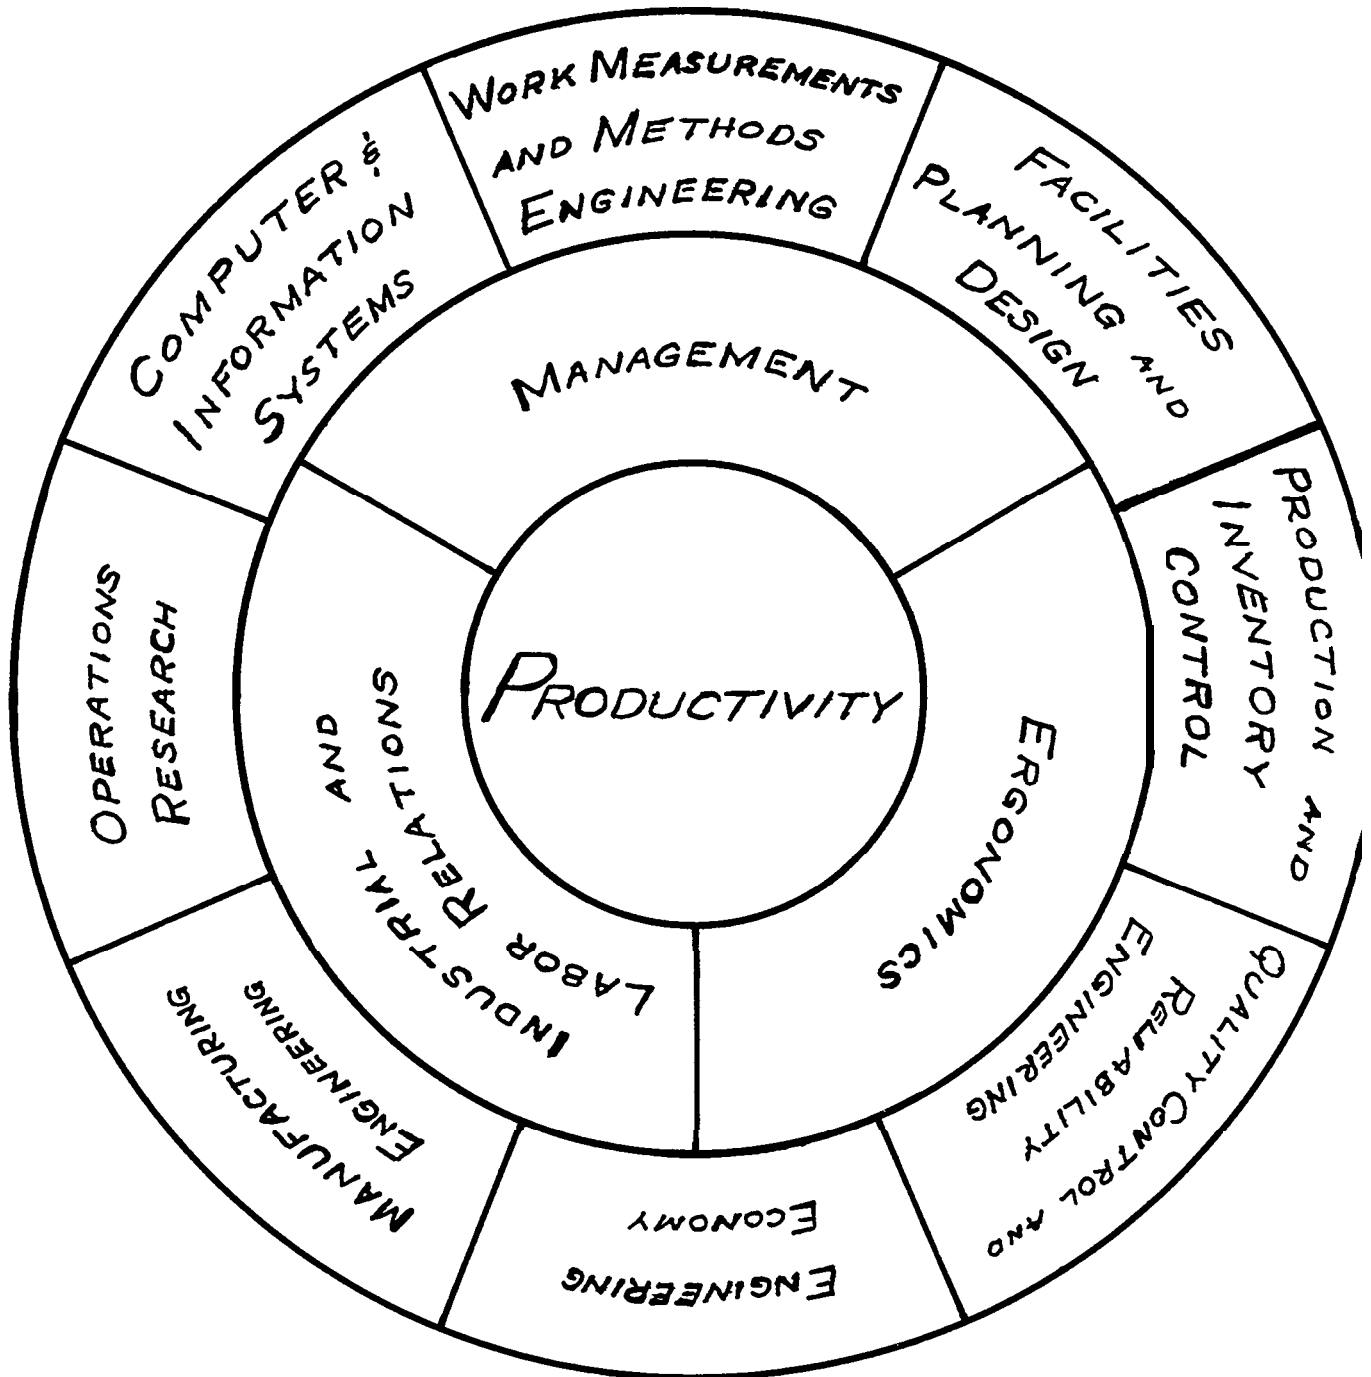 WORK MEASUREMENTS
AND METHODS
ENGINEERING
FACILITIES
PLANNING AND
DESIGN
PRODUCTION AND
INVENTORY
CONTROL
QUALITY CONTROL AND
RELIABILITY
ENGINEERING
ENGINEERING
ECONOMY
MANUFACTURING
ENGINEERING
OPERATIONS
RESEARCH
COMPUTER &
INFORMATION
SYSTEMS
MANAGEMENT
ERGONOMICS
INDUSTRIAL AND
LABOR RELATIONS
PRODUCTIVITY